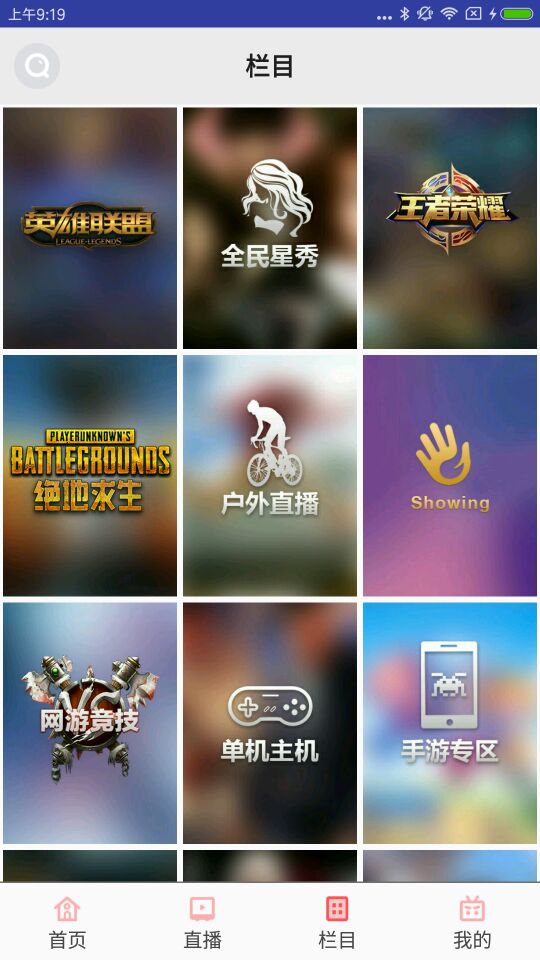 上午9:19
栏目
英雄联盟
LEAGUE·LEGENDS
全民星秀
王者荣耀
PLAYERUNKNOWN'S
BATTLEGROUNDS
绝地求生
户外直播
Showing
网游竞技
单机主机
手游专区
首页
直播
栏目
我的